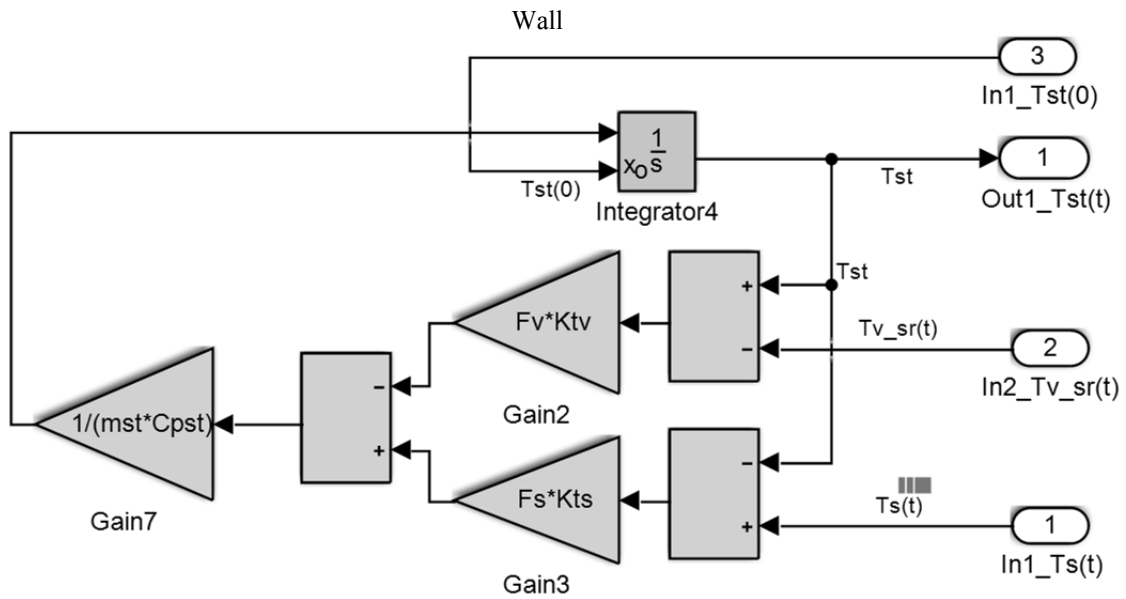 Wall
3
In1_Tst(0)
1
s
xo
Tst(0)
Integrator4
Tst
1
Out1_Tst(t)
Tst
+
−
Fv*Ktv
Gain2
Tv_sr(t)
2
In2_Tv_sr(t)
−
+
1/(mst*Cpst)
Gain7
−
+
Fs*Kts
Gain3
Ts(t)
1
In1_Ts(t)